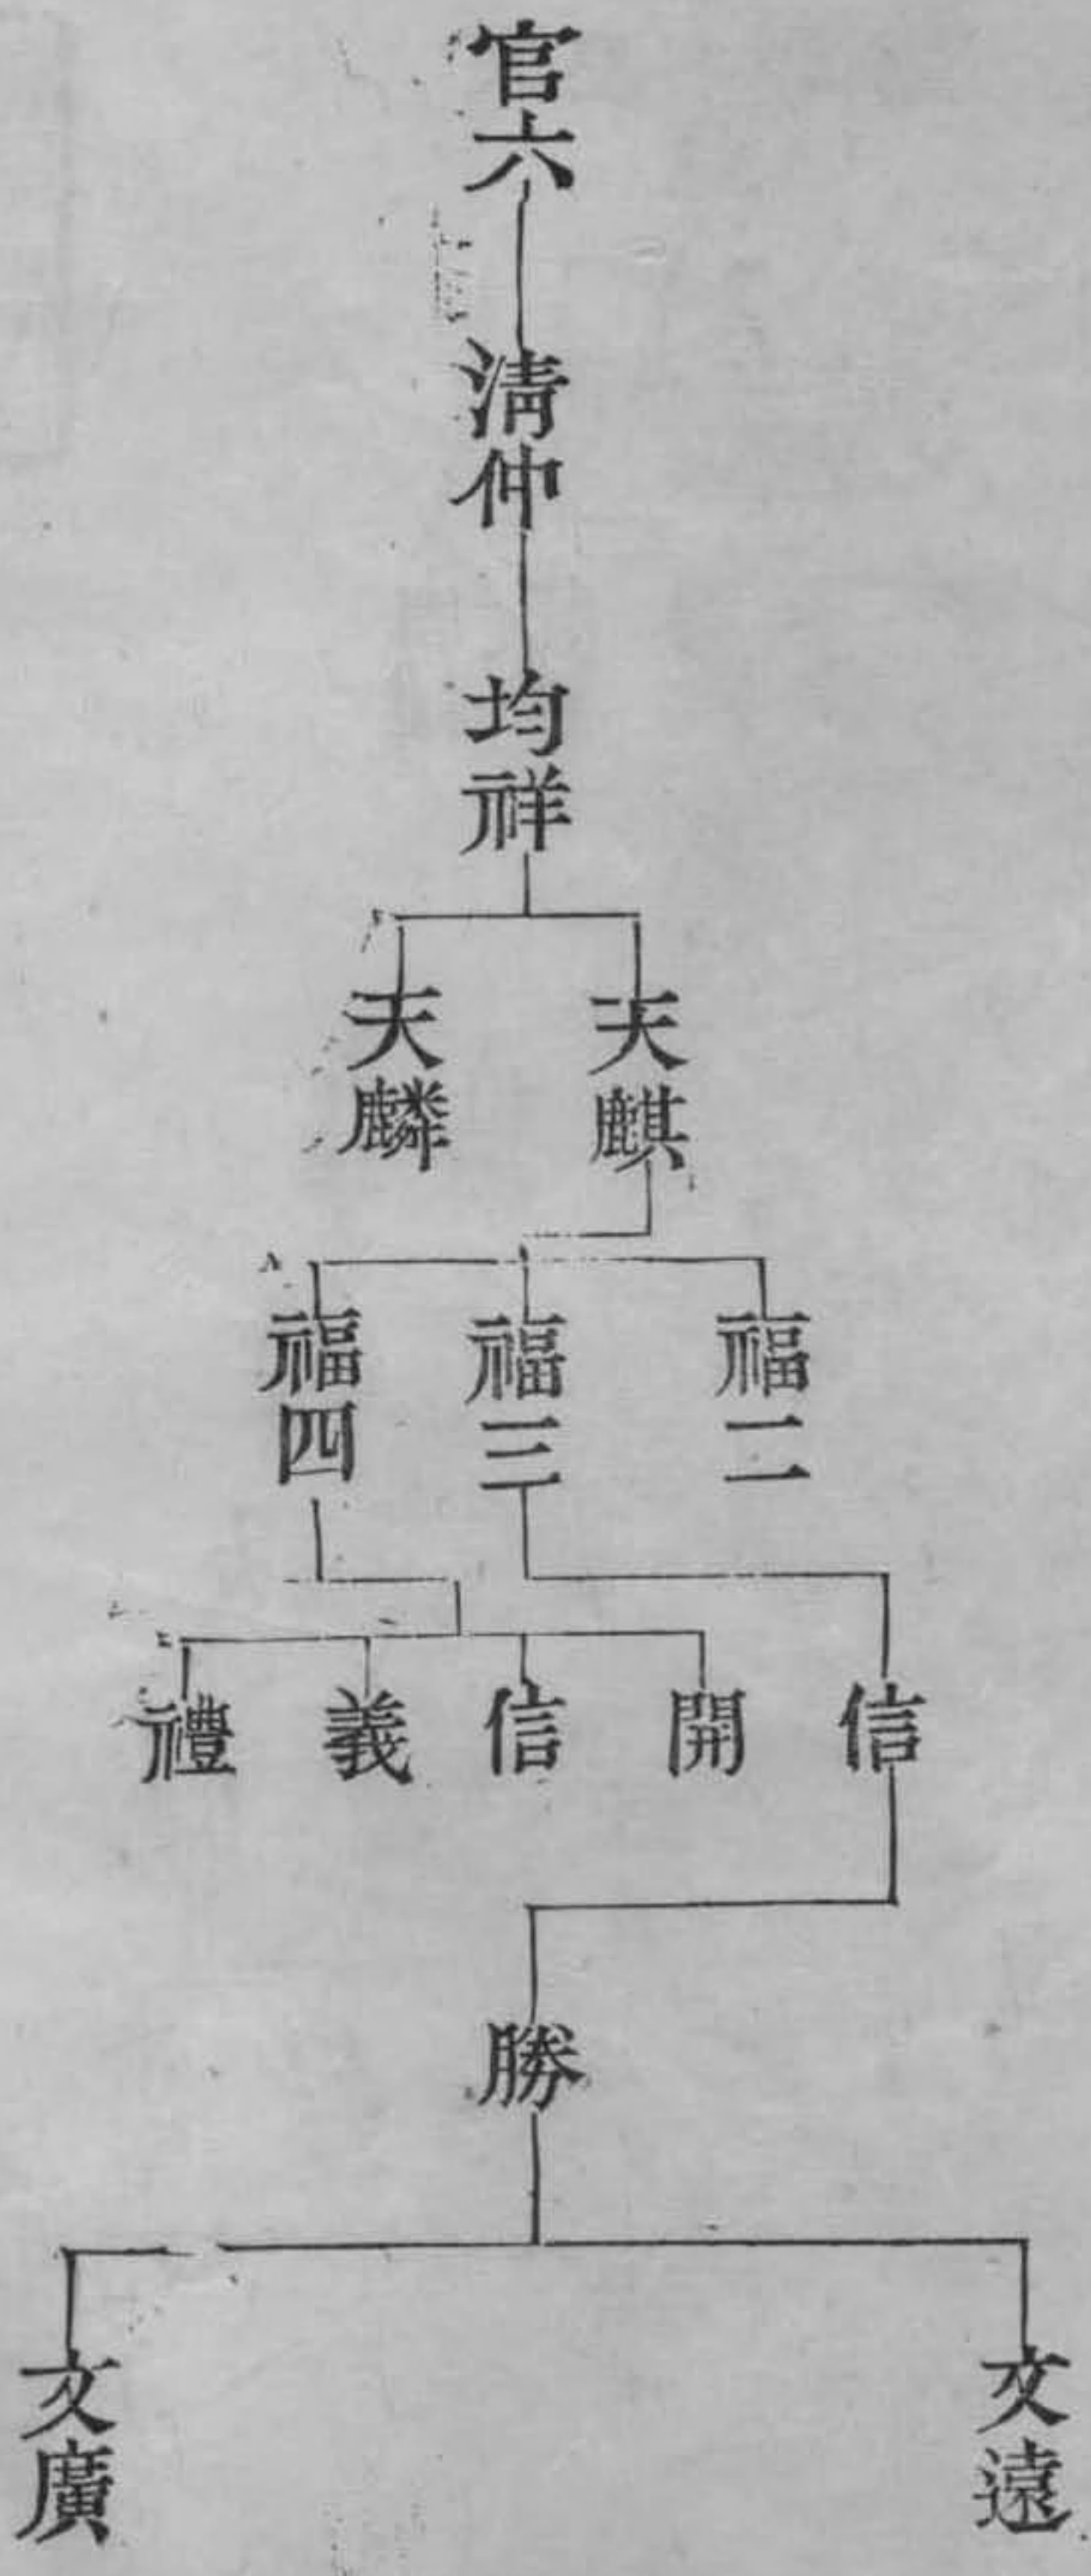 官六
清仲
均祥
天麒
天麟
福二
福三
福四
信
開
信
義
禮
勝
文遠
文廣